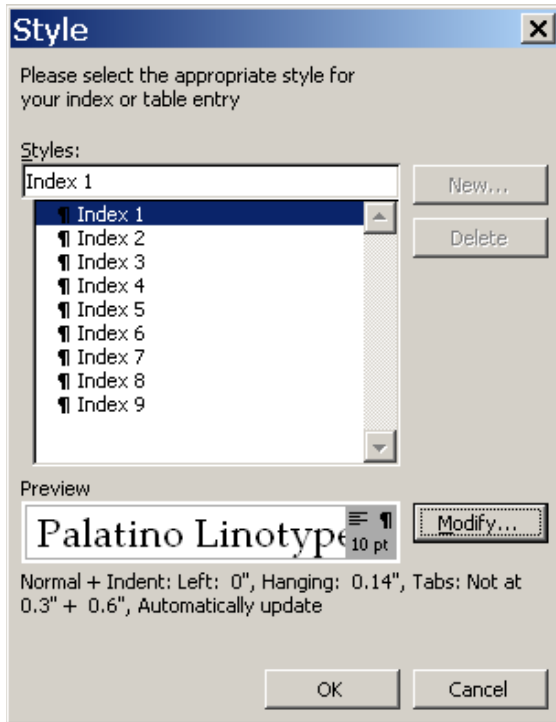 Style
Please select the appropriate style for
your index or table entry
Styles:
Index 1
New...
¶ Index 1
¶ Index 2
Delete
¶ Index 3
¶ Index 4
¶ Index 5
¶ Index 6
¶ Index 7
¶ Index 8
¶ Index 9
Preview
Palatino Linotype
¶
10 pt
Modify...
Normal + Indent: Left:  0", Hanging:  0.14", Tabs: Not at
0.3" +  0.6", Automatically update
OK
Cancel